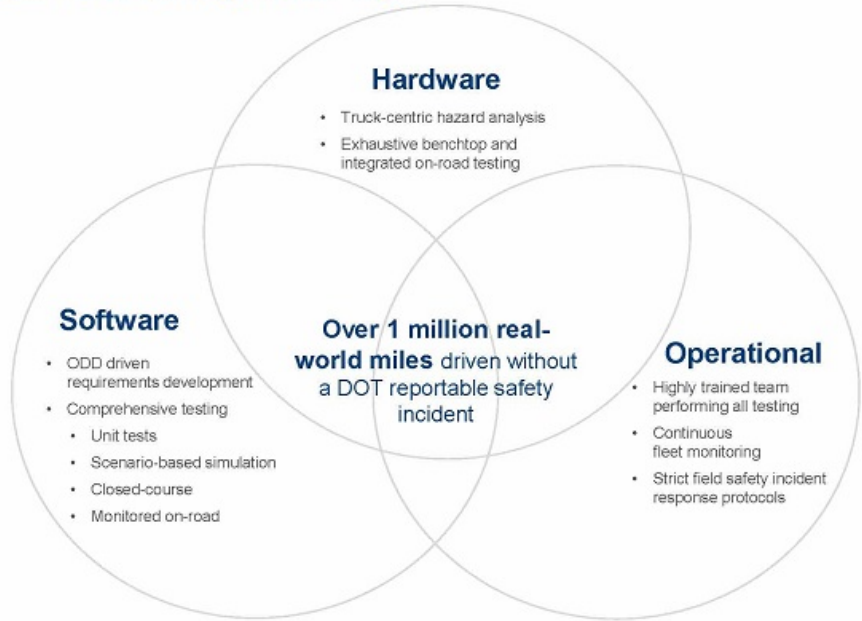 Hardware
• Truck-centric hazard analysis
• Exhaustive benchtop and
integrated on-road testing
Software
• ODD driven
requirements development
• Comprehensive testing
• Unit tests
• Scenario-based simulation
• Closed-course
• Monitored on-road
Over 1 million real-
world miles driven without
a DOT reportable safety
incident
Operational
• Highly trained team
performing all testing
• Continuous
fleet monitoring
• Strict field safety incident
response protocols